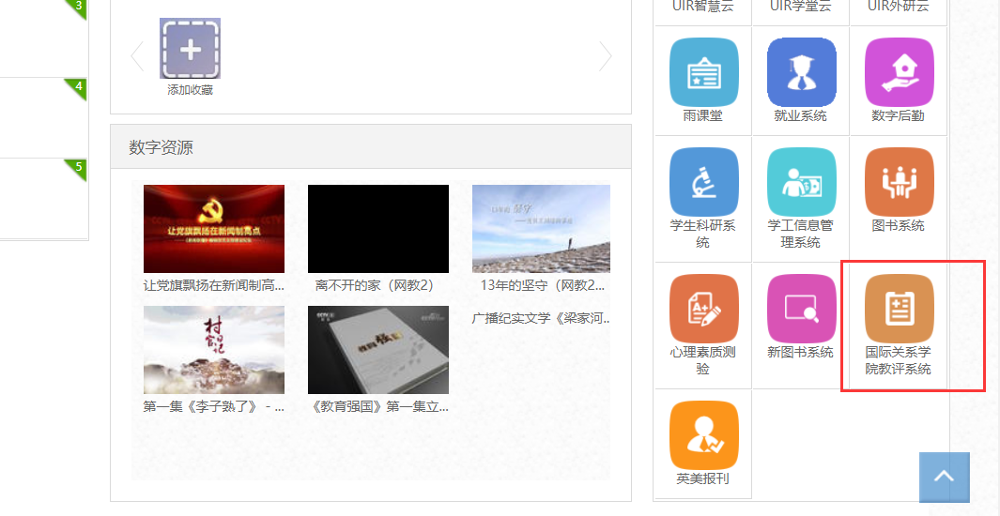 3
4
5
添加收藏
数字资源
让党旗飘扬在新闻制高点
让党旗飘扬在新闻制高...
离不开的家（网教2）
13年的坚守（网教2...
村官日记
CCTV
第一集《李子熟了》 - ...
《教育强国》第一集立...
广播纪实文学《梁家河..
UIR智慧云
UIR学堂云
UIR外研云
雨课堂
就业系统
数字后勤
学生科研系
统
学工信息管
理系统
图书系统
A+
心理素质测
验
新图书系统
国际关系学
院教评系统
英美报刊